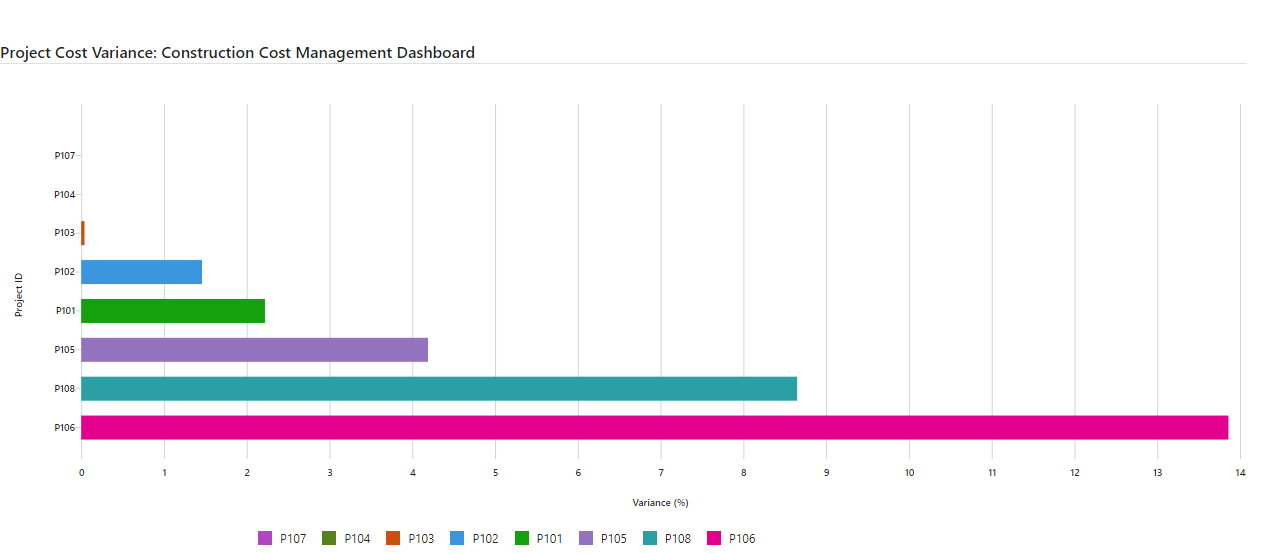 Project Cost Variance: Construction Cost Management Dashboard
P107
P104
P103
P102
P101
P105
P108
P106
Project ID
0 1 2 3 4 5 6 7 8 9 10 11 12 13 14
Variance (%)
P107 P104 P103 P102 P101 P105 P108 P106